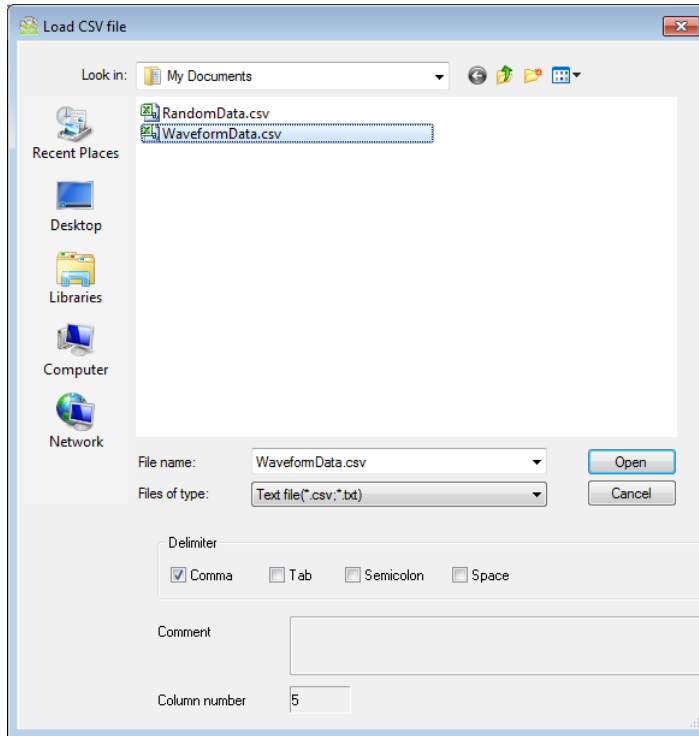 Load CSV file
Look in: My Documents
RandomData.csv
WaveformData.csv
Recent Places
Desktop
Libraries
Computer
Network
File name: WaveformData.csv Open
Files of type: Text file(*.csv;*.txt) Cancel
Delimiter
Comma Tab Semicolon Space
Comment
Column number 5